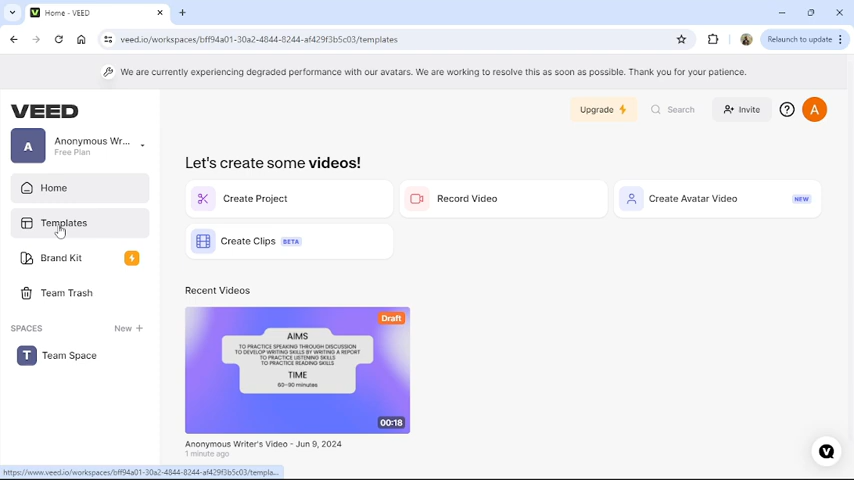 Home - VEED
veed.io/workspaces/bff94a01-30a2-4844-8244-af429f3b5c03/templates
Relaunch to update
We are currently experiencing degraded performance with our avatars. We are working to resolve this as soon as possible. Thank you for your patience.
VEED
Upgrade
Search
Invite
A
A
Anonymous Wr...
Free Plan
Home
Templates
Brand Kit
Team Trash
SPACES
New +
T
Team Space
Let's create some videos!
Create Project
Record Video
Create Avatar Video
NEW
Create Clips
BETA
Recent Videos
Draft
AIMS
TO PRACTICE SPEAKING THROUGH DISCUSSION
TO DEVELOP WRITING SKILLS BY WRITING A REPORT
TO PRACTICE LISTENING SKILLS
TO PRACTICE READING SKILLS
TIME
60-90 minutes
00:18
Anonymous Writer's Video - Jun 9, 2024
1 minute ago
https://www.veed.io/workspaces/bff94a01-30a2-4844-8244-af429f3b5c03/templa...